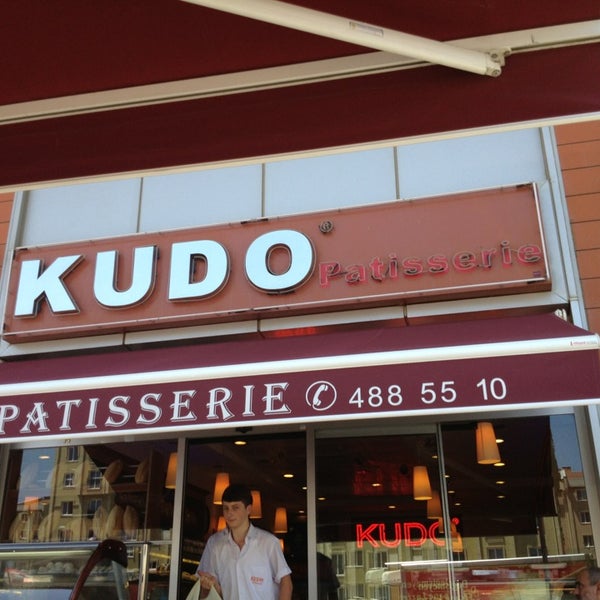 KUDO® Patisserie
PATISSERIE 488 55 10
KUDO